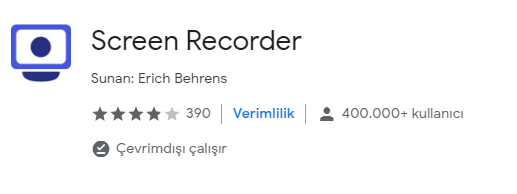 Screen Recorder
Sunan: Erich Behrens
390 Verimlilik 400.000+ kullanıcı
Çevrimdışı çalışır